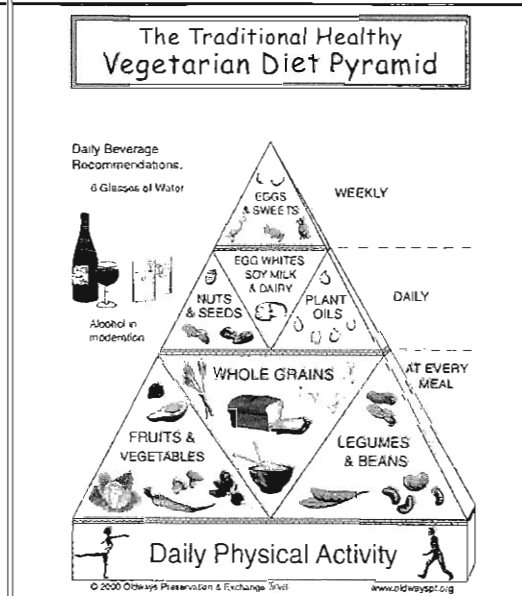 The Traditional Healthy
Vegetarian Diet Pyramid
Daily Beverage
Recommendations.
6 Glasses of Water
Alcohol in
moderation
EGGS
& SWEETS
WEEKLY
EGG WHITES
SOY MILK
& DAIRY
NUTS
& SEEDS
PLANT
OILS
DAILY
WHOLE GRAINS
AT EVERY
MEAL
FRUITS &
VEGETABLES
LEGUMES
& BEANS
Daily Physical Activity
© 2000 Oldways Preservation & Exchange Trust
www.oldwayspt.org